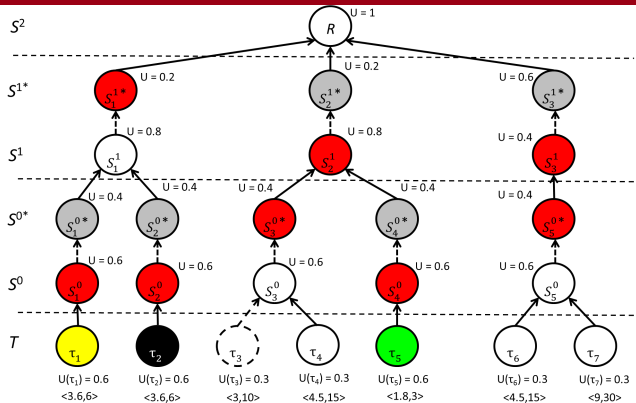 S² R U = 1
S¹* U = 0.2 S₁¹* U = 0.2 S₂¹* U = 0.6 S₃¹*
S¹ U = 0.8 S₁¹ U = 0.8 S₂¹ U = 0.4 S₃¹
U = 0.4 U = 0.4 U = 0.4 U = 0.4 U = 0.4
S⁰* S₁⁰* S₂⁰* S₃⁰* S₄⁰* S₅⁰*
U = 0.6 U = 0.6 U = 0.6 U = 0.6 U = 0.6
S⁰ S₁⁰ S₂⁰ S₃⁰ S₄⁰ S₅⁰
T τ₁ τ₂ τ₃ τ₄ τ₅ τ₆ τ₇
U(τ₁) = 0.6 U(τ₂) = 0.6 U(τ₃) = 0.3 U(τ₄) = 0.3 U(τ₅) = 0.6 U(τ₆) = 0.3 U(τ₇) = 0.3
<3.6,6> <3.6,6> <3,10> <4.5,15> <1.8,3> <4.5,15> <9,30>